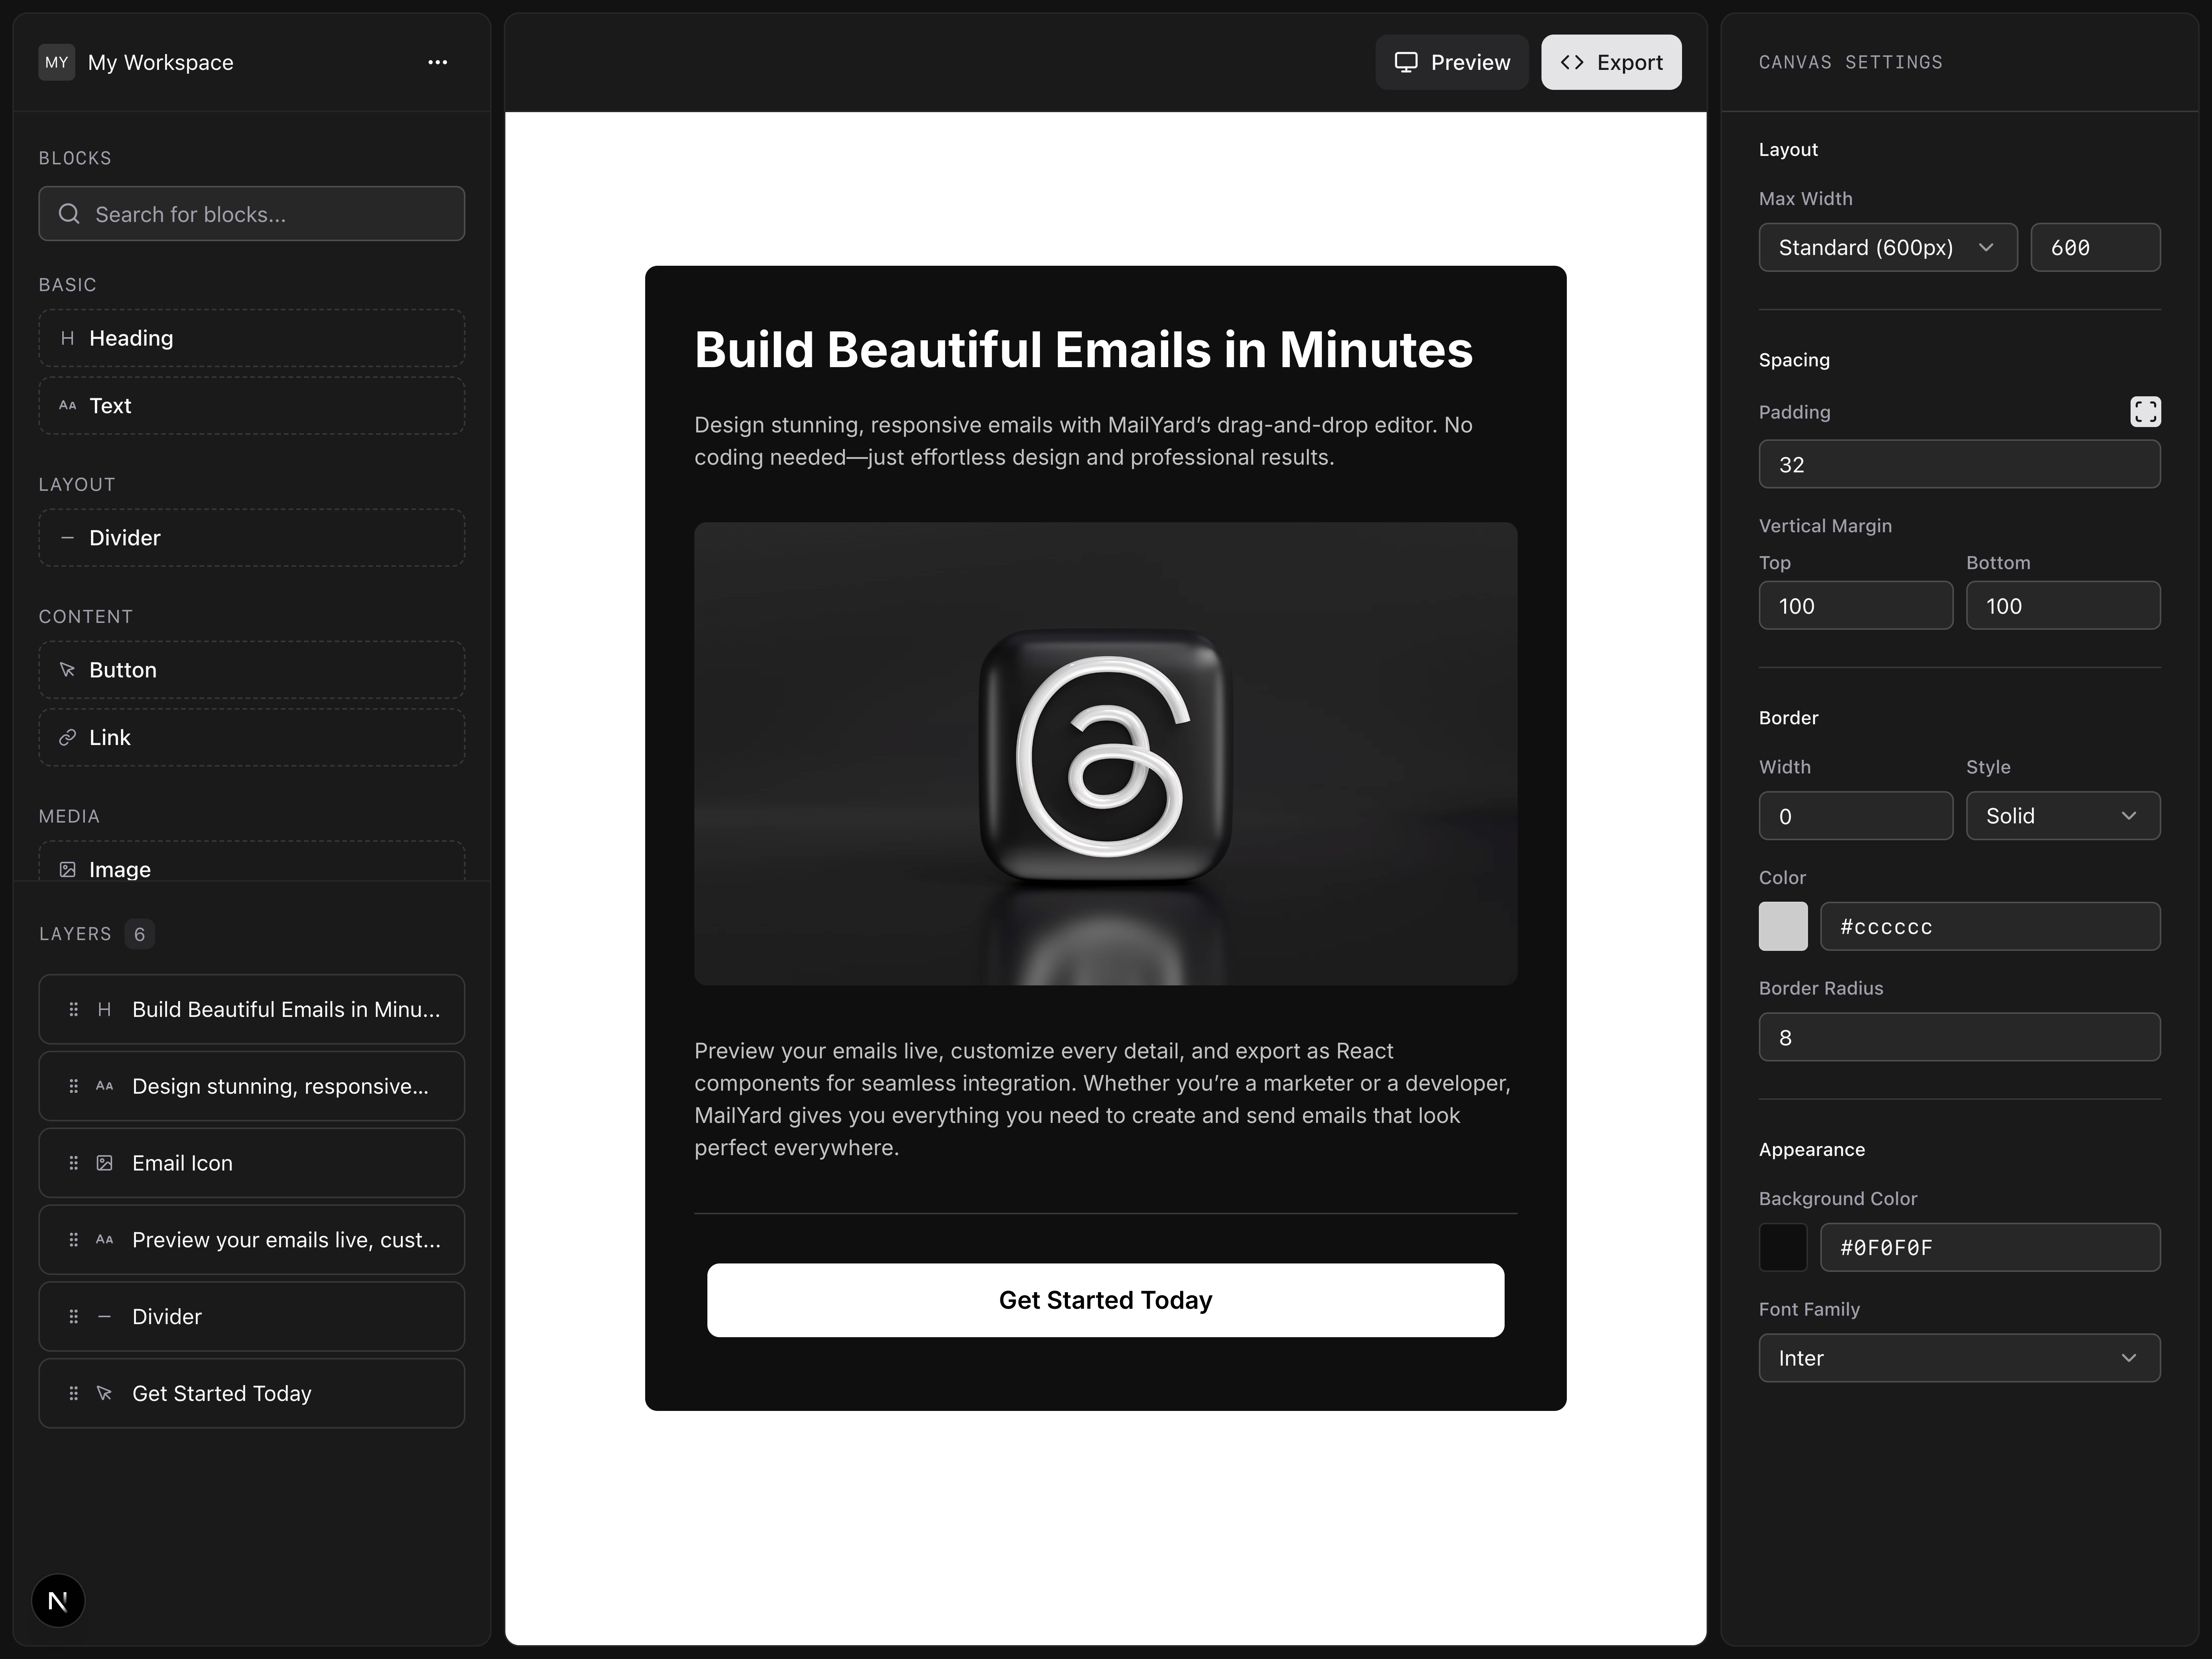 MY My Workspace
BLOCKS
Search for blocks...
BASIC
H Heading
AA Text
LAYOUT
Divider
CONTENT
Button
Link
MEDIA
Image
LAYERS 6
H Build Beautiful Emails in Minu...
AA Design stunning, responsive...
Email Icon
AA Preview your emails live, cust...
Divider
Get Started Today
N
Preview
Export
Build Beautiful Emails in Minutes
Design stunning, responsive emails with MailYard’s drag-and-drop editor. No
coding needed—just effortless design and professional results.
Preview your emails live, customize every detail, and export as React
components for seamless integration. Whether you’re a marketer or a developer,
MailYard gives you everything you need to create and send emails that look
perfect everywhere.
Get Started Today
CANVAS SETTINGS
Layout
Max Width
Standard (600px) 600
Spacing
Padding
32
Vertical Margin
Top Bottom
100 100
Border
Width Style
0 Solid
Color
#cccccc
Border Radius
8
Appearance
Background Color
#0F0F0F
Font Family
Inter